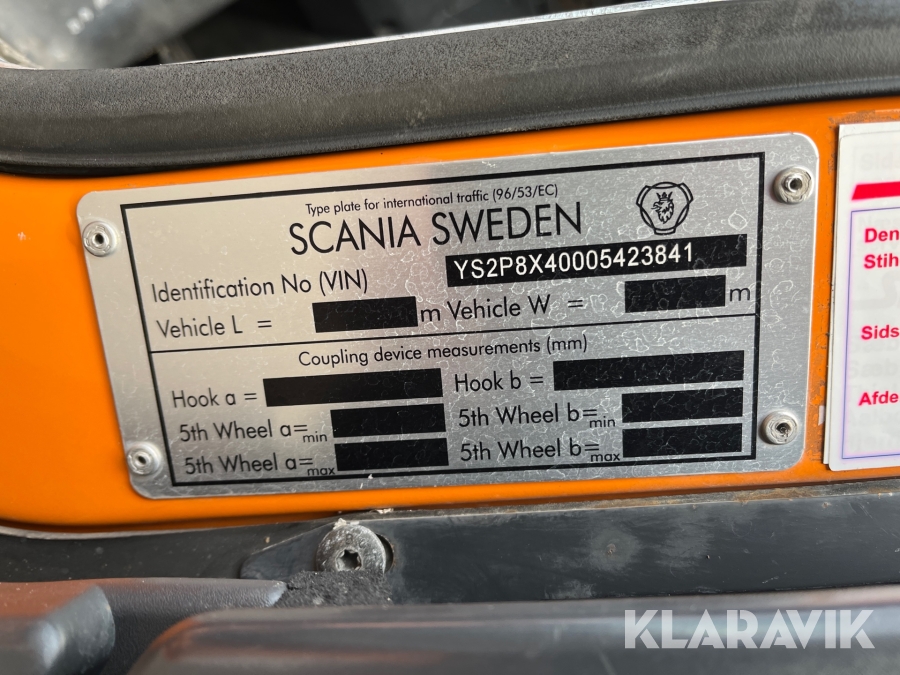 Type plate for international traffic (96/53/EC)
SCANIA SWEDEN
Identification No (VIN) YS2P8X40005423841
Vehicle L = m Vehicle W = m
Coupling device measurements (mm)
Hook a = Hook b =
5th Wheel a=min 5th Wheel b=min
5th Wheel a=max 5th Wheel b=max
Den
Stih
Sids
Afde
KLARAVIK